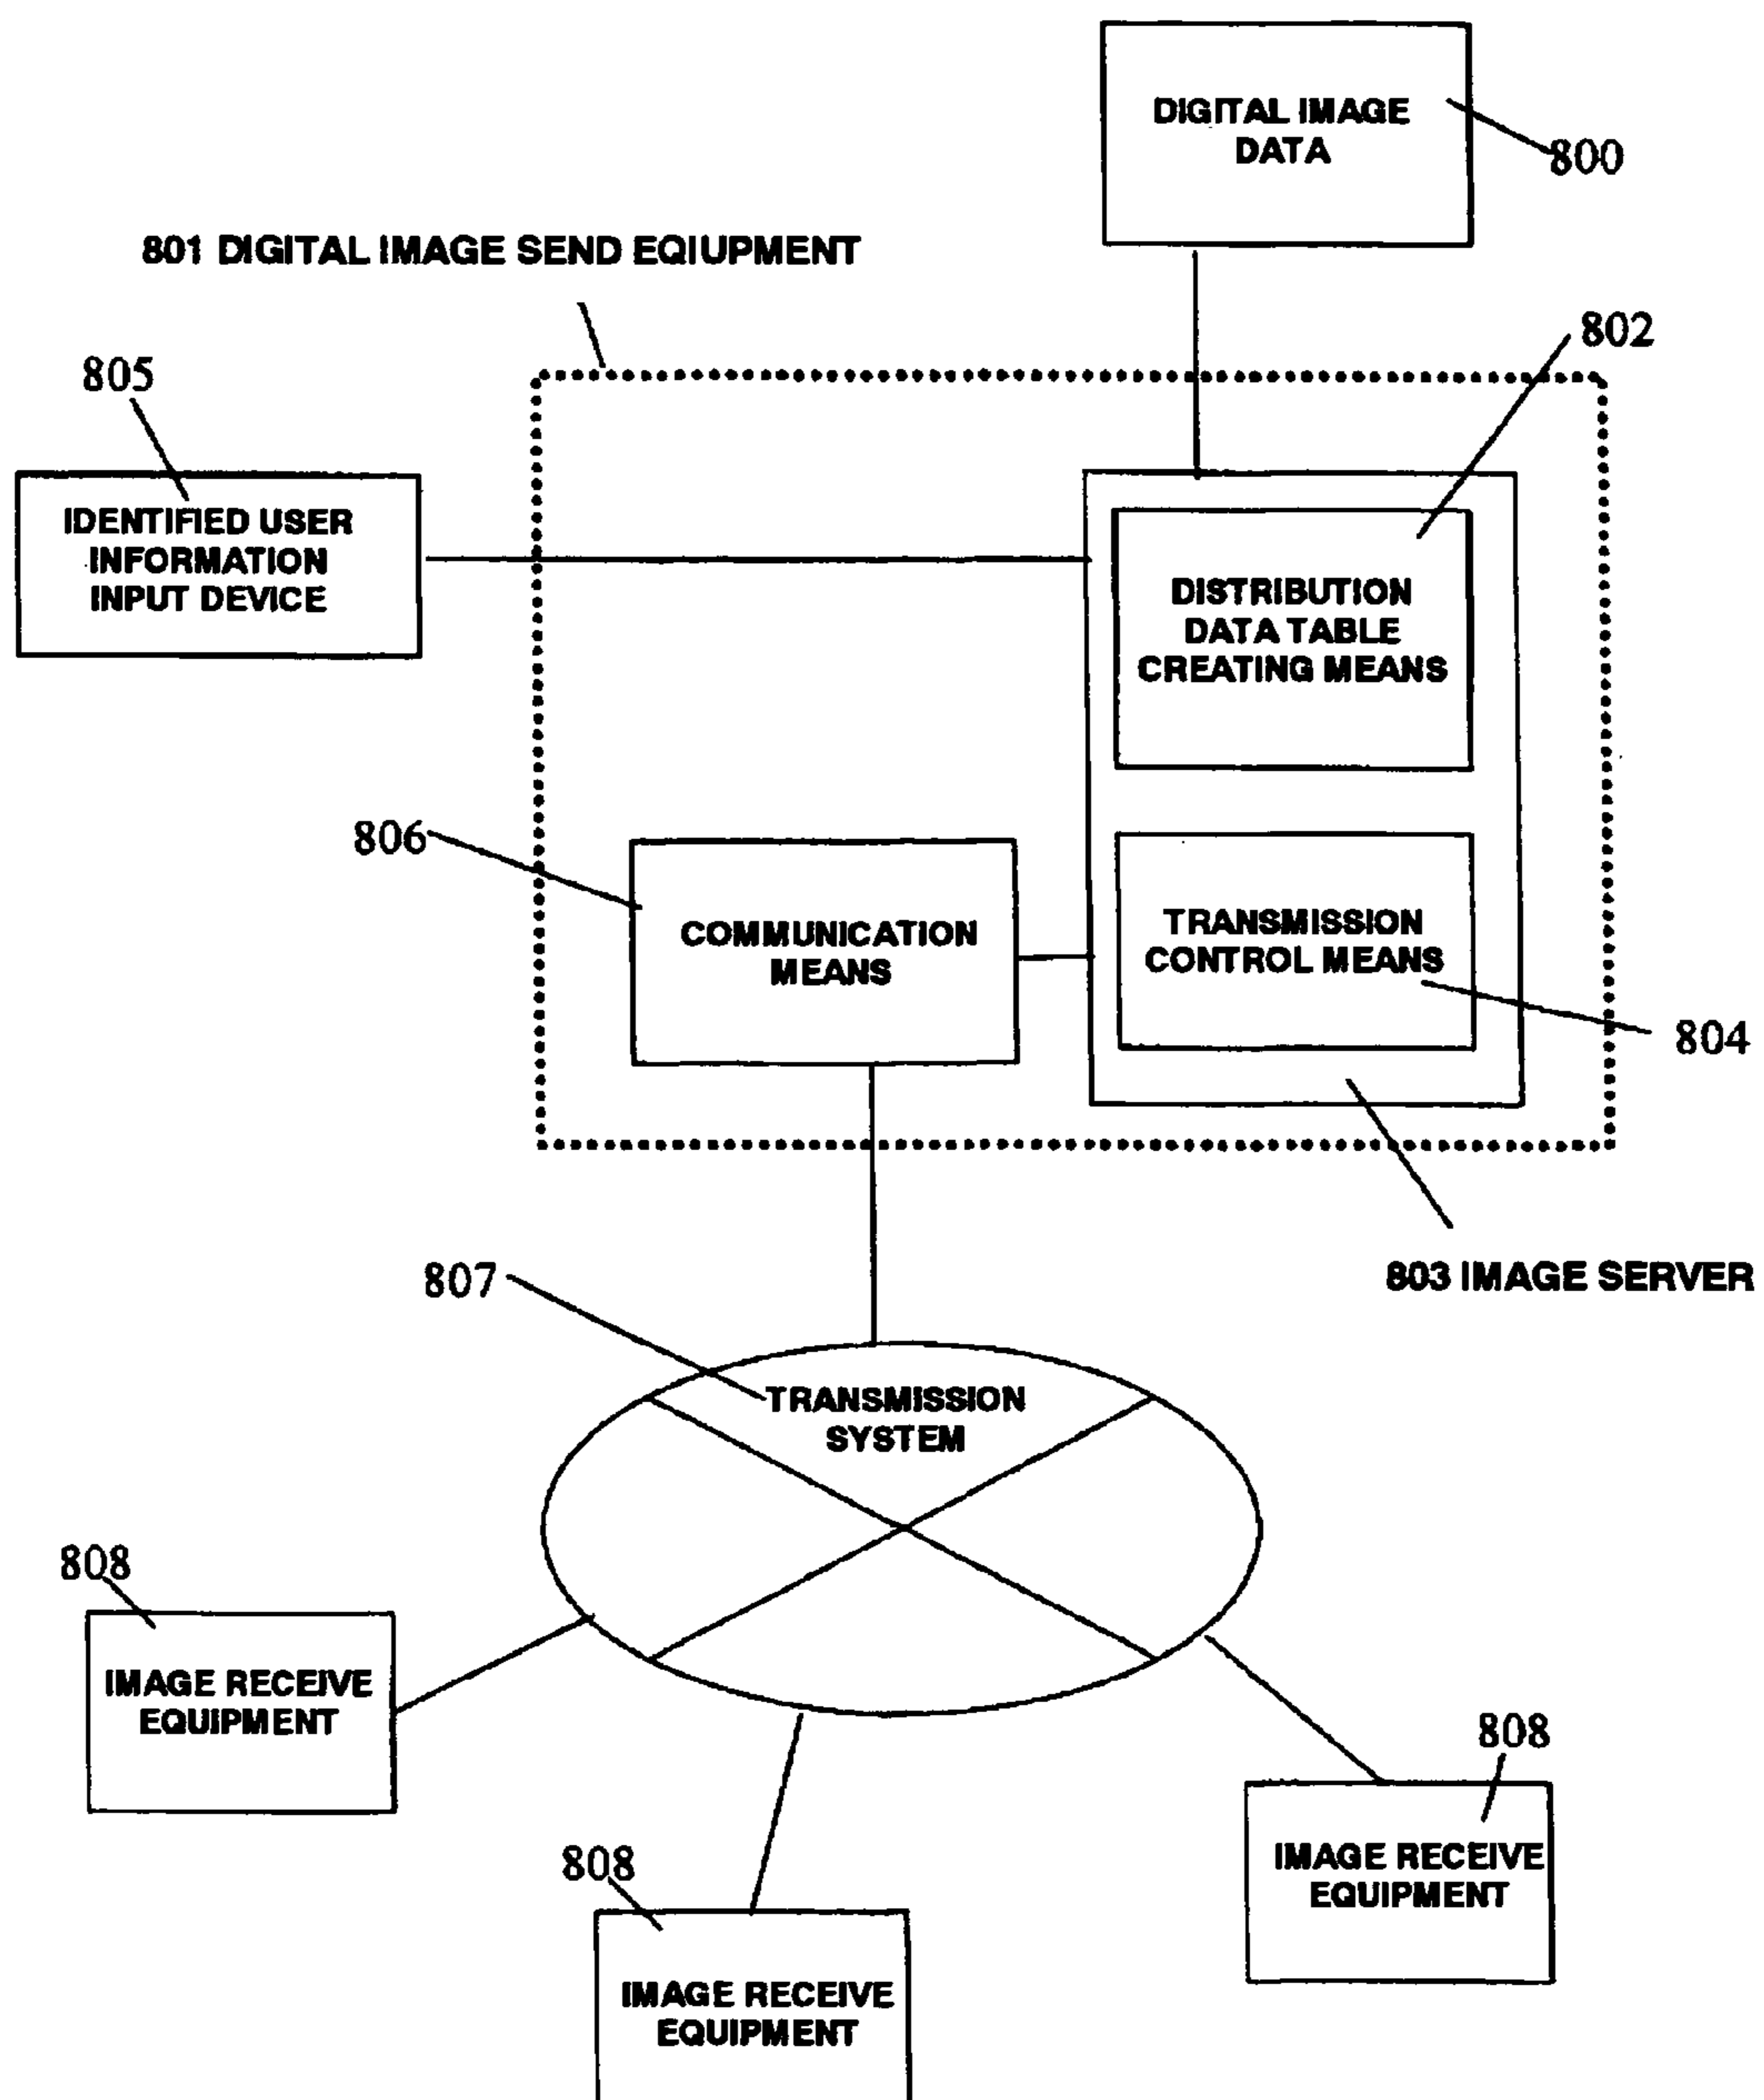 DIGITAL IMAGE
DATA
800
801 DIGITAL IMAGE SEND EQIUPMENT
802
805
IDENTIFIED USER
INFORMATION
INPUT DEVICE
DISTRIBUTION
DATA TABLE
CREATING MEANS
806
COMMUNICATION
MEANS
TRANSMISSION
CONTROL MEANS
804
803 IMAGE SERVER
807
TRANSMISSION
SYSTEM
808
IMAGE RECEIVE
EQUIPMENT
808
IMAGE RECEIVE
EQUIPMENT
808
IMAGE RECEIVE
EQUIPMENT